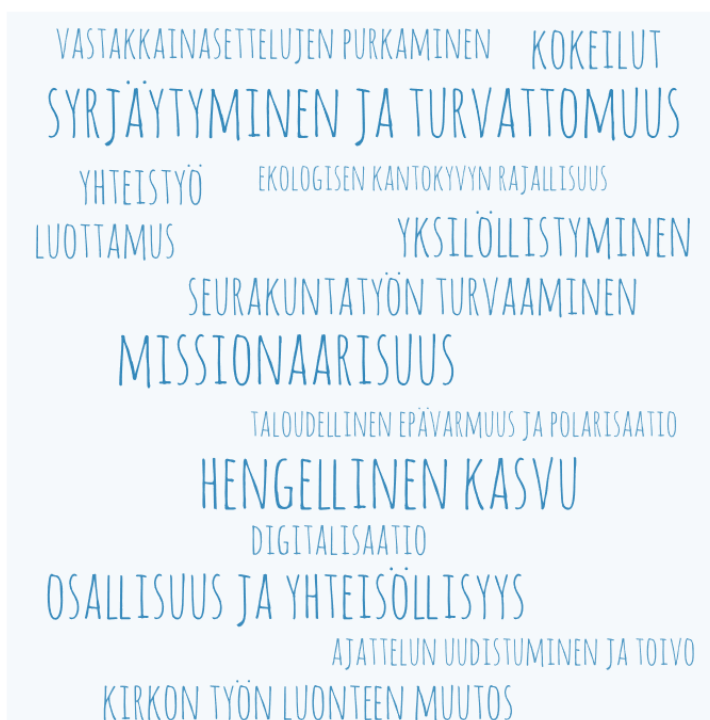 VASTAKKAINASETTELUJEN PURKAMINEN
KOKEILUT
SYRJÄYTYMINEN JA TURVATTOMUUS
YHTEISTYÖ
EKOLOGISEN KANTOKYVYN RAJALLISUUS
LUOTTAMUS
YKSILÖLLISTYMINEN
SEURAKUNTATYÖN TURVAAMINEN
MISSIONAARISUUS
TALOUDELLINEN EPÄVARMUUS JA POLARISAATIO
HENGELLINEN KASVU
DIGITALISAATIO
OSALLISUUS JA YHTEISÖLLISYYS
AJATTELUN UUDISTUMINEN JA TOIVO
KIRKON TYÖN LUONTEEN MUUTOS